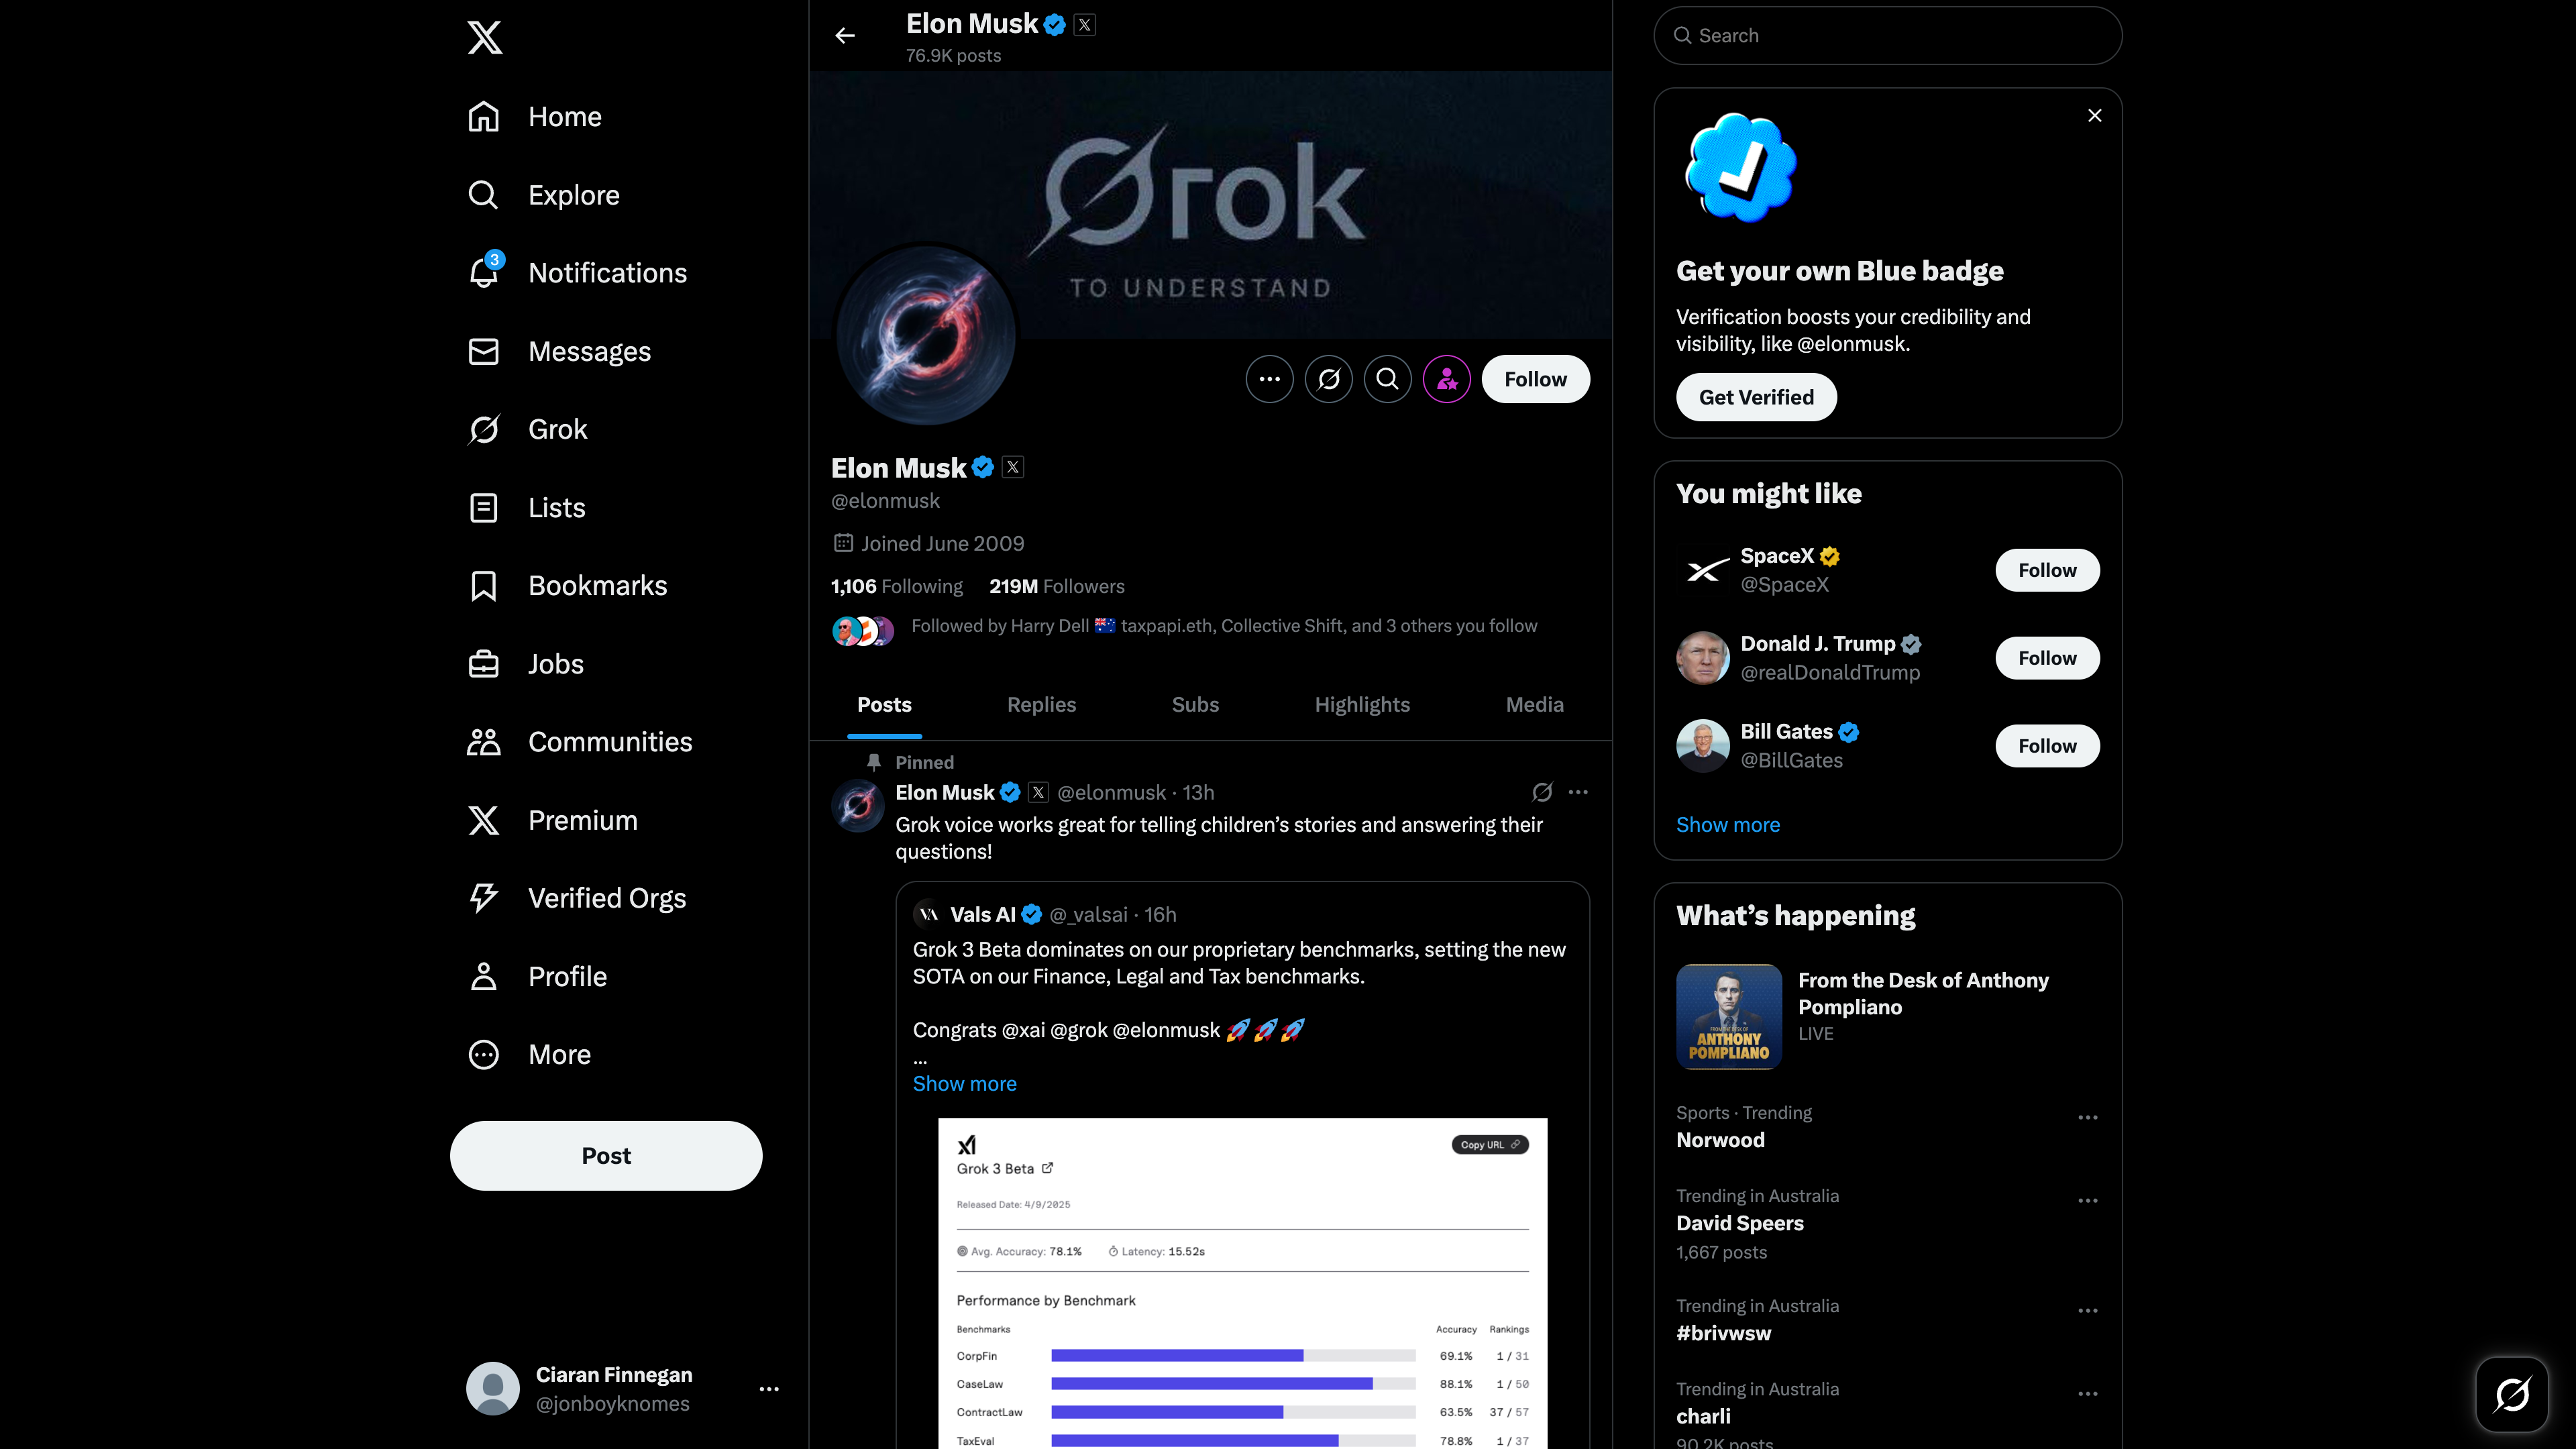 Home
Explore
3
Notifications
Messages
Grok
Lists
Bookmarks
Jobs
Communities
Premium
Verified Orgs
Profile
More
Post
Ciaran Finnegan
@jonboyknomes
Elon Musk
76.9K posts
Grok
TO UNDERSTAND
Follow
Elon Musk
@elonmusk
Joined June 2009
1,106 Following 219M Followers
Followed by Harry Dell 🇦🇺 taxpapi.eth, Collective Shift, and 3 others you follow
Posts Replies Subs Highlights Media
Pinned
Elon Musk @elonmusk · 13h
Grok voice works great for telling children’s stories and answering their
questions!
Vals AI @_valsai · 16h
Grok 3 Beta dominates on our proprietary benchmarks, setting the new
SOTA on our Finance, Legal and Tax benchmarks.
Congrats @xai @grok @elonmusk 🚀🚀🚀
...
Show more
Copy URL
Grok 3 Beta
Released Date: 4/9/2025
Avg. Accuracy: 78.1% Latency: 15.52s
Performance by Benchmark
Benchmarks Accuracy Rankings
CorpFin 69.1% 1 / 31
CaseLaw 88.1% 1 / 50
ContractLaw 63.5% 37 / 57
TaxEval 78.8% 1 / 37
Search
Get your own Blue badge
Verification boosts your credibility and
visibility, like @elonmusk.
Get Verified
You might like
SpaceX
@SpaceX
Follow
Donald J. Trump
@realDonaldTrump
Follow
Bill Gates
@BillGates
Follow
Show more
What’s happening
FROM THE DESK OF
ANTHONY
POMPLIANO
From the Desk of Anthony
Pompliano
LIVE
Sports · Trending
Norwood
Trending in Australia
David Speers
1,667 posts
Trending in Australia
#brivwsw
Trending in Australia
charli
90.2K posts